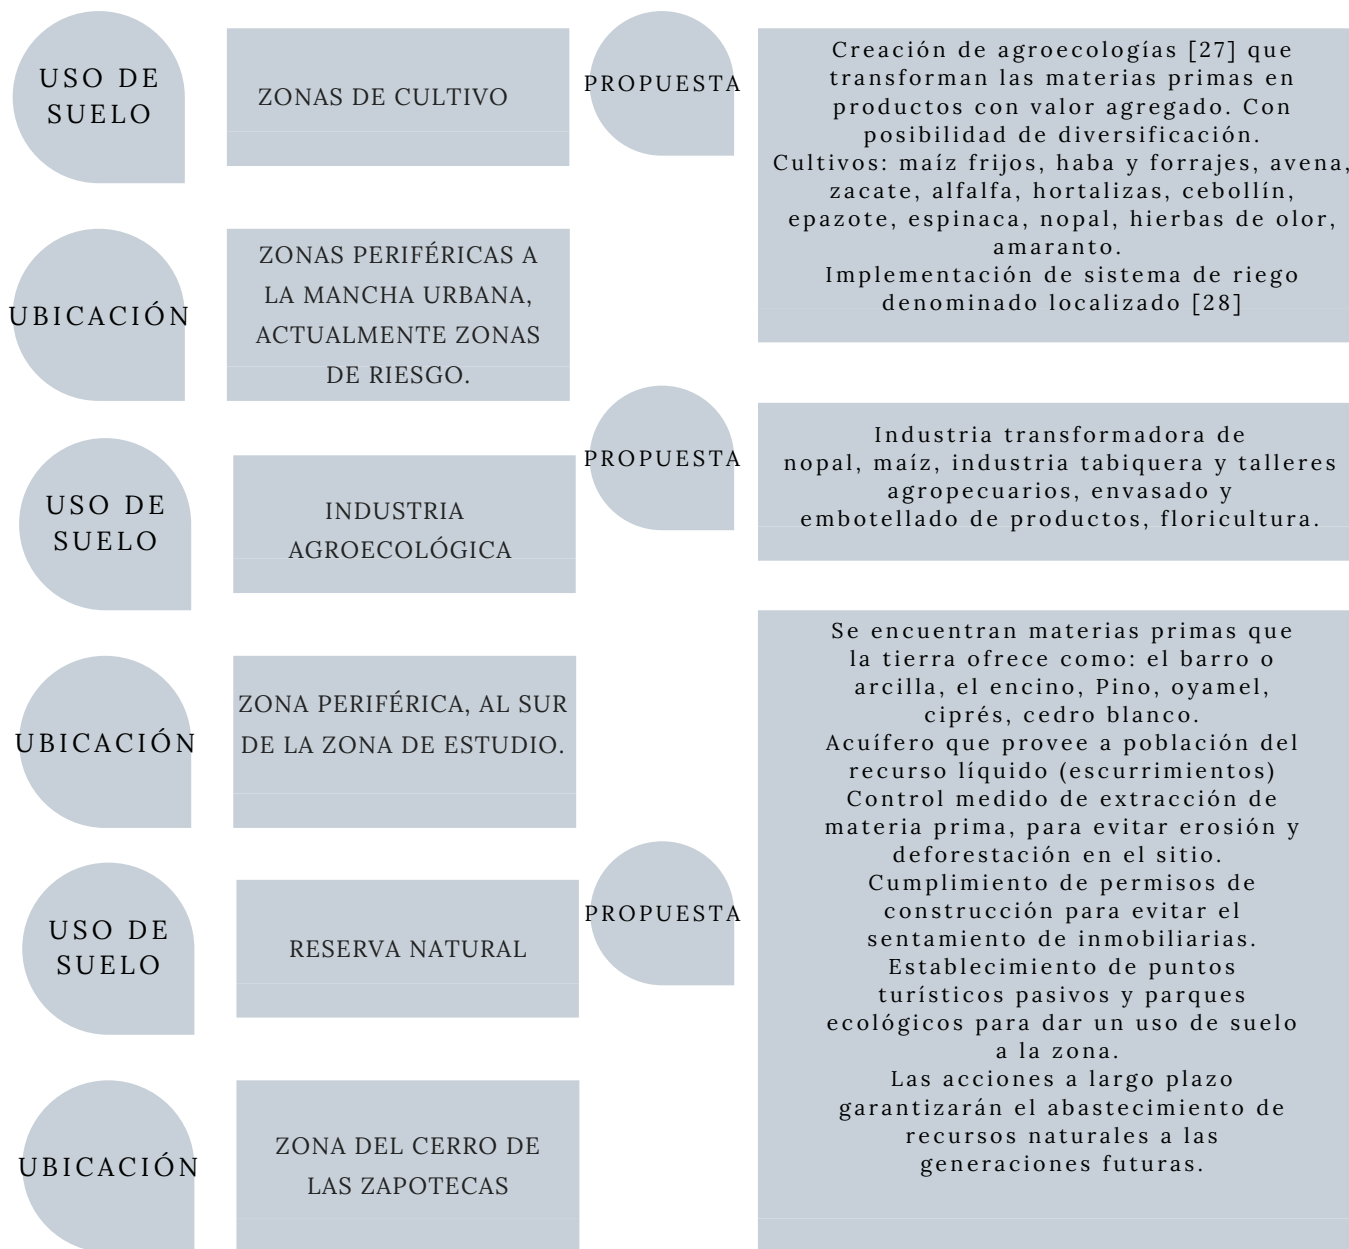 USO DE
SUELO
ZONAS DE CULTIVO
PROPUESTA
Creación de agroecologías [27] que
transforman las materias primas en
productos con valor agregado. Con
posibilidad de diversificación.
Cultivos: maíz frijos, haba y forrajes, avena,
zacate, alfalfa, hortalizas, cebollín,
epazote, espinaca, nopal, hierbas de olor,
amaranto.
Implementación de sistema de riego
denominado localizado [28]
UBICACIÓN
ZONAS PERIFÉRICAS A
LA MANCHA URBANA,
ACTUALMENTE ZONAS
DE RIESGO.
USO DE
SUELO
INDUSTRIA
AGROECOLÓGICA
PROPUESTA
Industria transformadora de
nopal, maíz, industria tabiquera y talleres
agropecuarios, envasado y
embotellado de productos, floricultura.
UBICACIÓN
ZONA PERIFÉRICA, AL SUR
DE LA ZONA DE ESTUDIO.
USO DE
SUELO
RESERVA NATURAL
PROPUESTA
Se encuentran materias primas que
la tierra ofrece como: el barro o
arcilla, el encino, Pino, oyamel,
ciprés, cedro blanco.
Acuífero que provee a población del
recurso líquido (escurrimientos)
Control medido de extracción de
materia prima, para evitar erosión y
deforestación en el sitio.
Cumplimiento de permisos de
construcción para evitar el
sentamiento de inmobiliarias.
Establecimiento de puntos
turísticos pasivos y parques
ecológicos para dar un uso de suelo
a la zona.
Las acciones a largo plazo
garantizarán el abastecimiento de
recursos naturales a las
generaciones futuras.
UBICACIÓN
ZONA DEL CERRO DE
LAS ZAPOTECAS